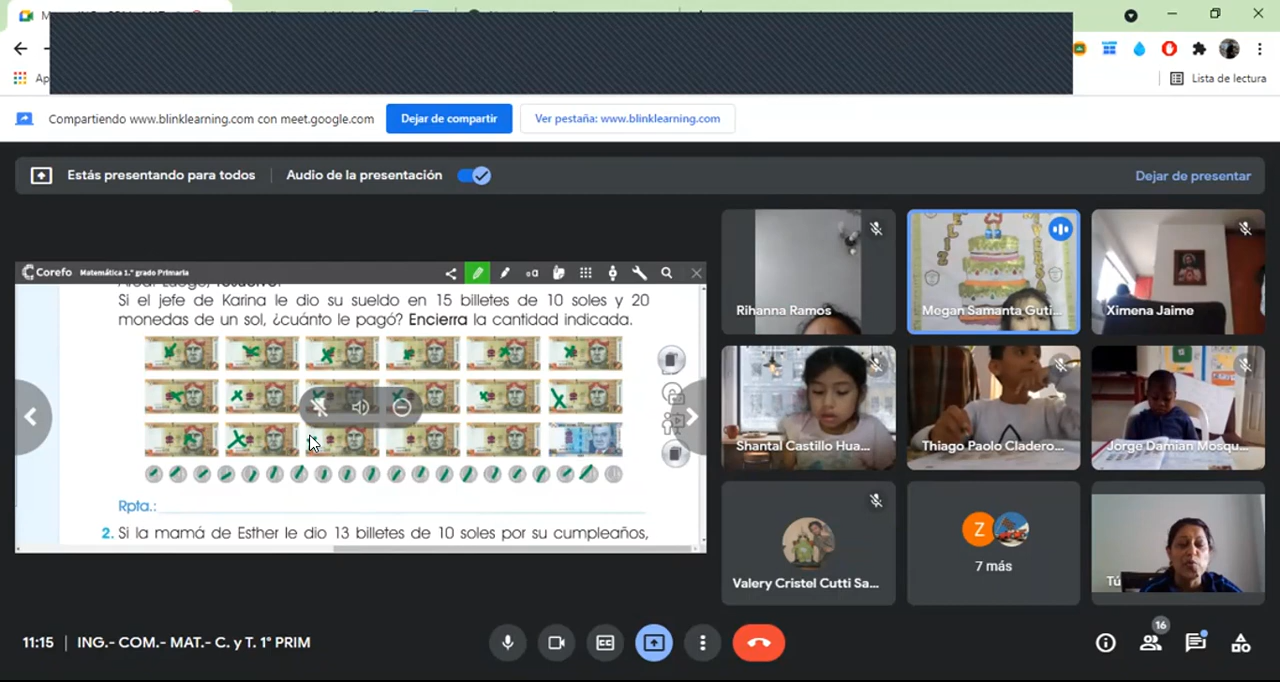 Lista de lectura
Compartiendo www.blinklearning.com con meet.google.com
Dejar de compartir
Ver pestaña: www.blinklearning.com
Estás presentando para todos
Audio de la presentación
Dejar de presentar
Corefo Matemática 1.° grado Primaria
Si el jefe de Karina le dio su sueldo en 15 billetes de 10 soles y 20
monedas de un sol, ¿cuánto le pagó? Encierra la cantidad indicada.
Rpta.:
2. Si la mamá de Esther le dio 13 billetes de 10 soles por su cumpleaños,
Rihanna Ramos
Megan Samanta Guti...
Ximena Jaime
Shantal Castillo Hua...
Thiago Paolo Cladero...
Jorge Damian Mosqu...
Valery Cristel Cutti Sa...
Z
7 más
Tú
11:15 | ING.- COM.- MAT.- C. y T. 1° PRIM
16